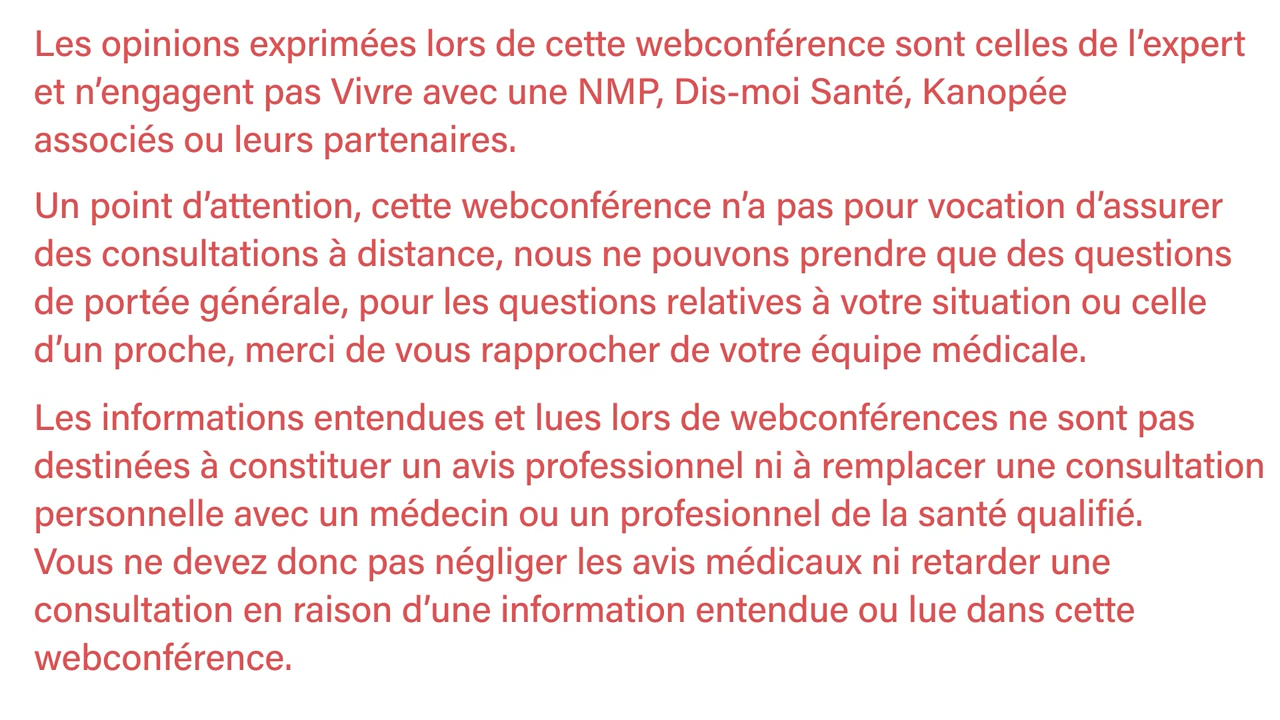 Les opinions exprimées lors de cette webconférence sont celles de l’expert
et n’engagent pas Vivre avec une NMP, Dis-moi Santé, Kanopée
associés ou leurs partenaires.
Un point d’attention, cette webconférence n’a pas pour vocation d’assurer
des consultations à distance, nous ne pouvons prendre que des questions
de portée générale, pour les questions relatives à votre situation ou celle
d’un proche, merci de vous rapprocher de votre équipe médicale.
Les informations entendues et lues lors de webconférences ne sont pas
destinées à constituer un avis professionnel ni à remplacer une consultation
personnelle avec un médecin ou un profesionnel de la santé qualifié.
Vous ne devez donc pas négliger les avis médicaux ni retarder une
consultation en raison d’une information entendue ou lue dans cette
webconférence.